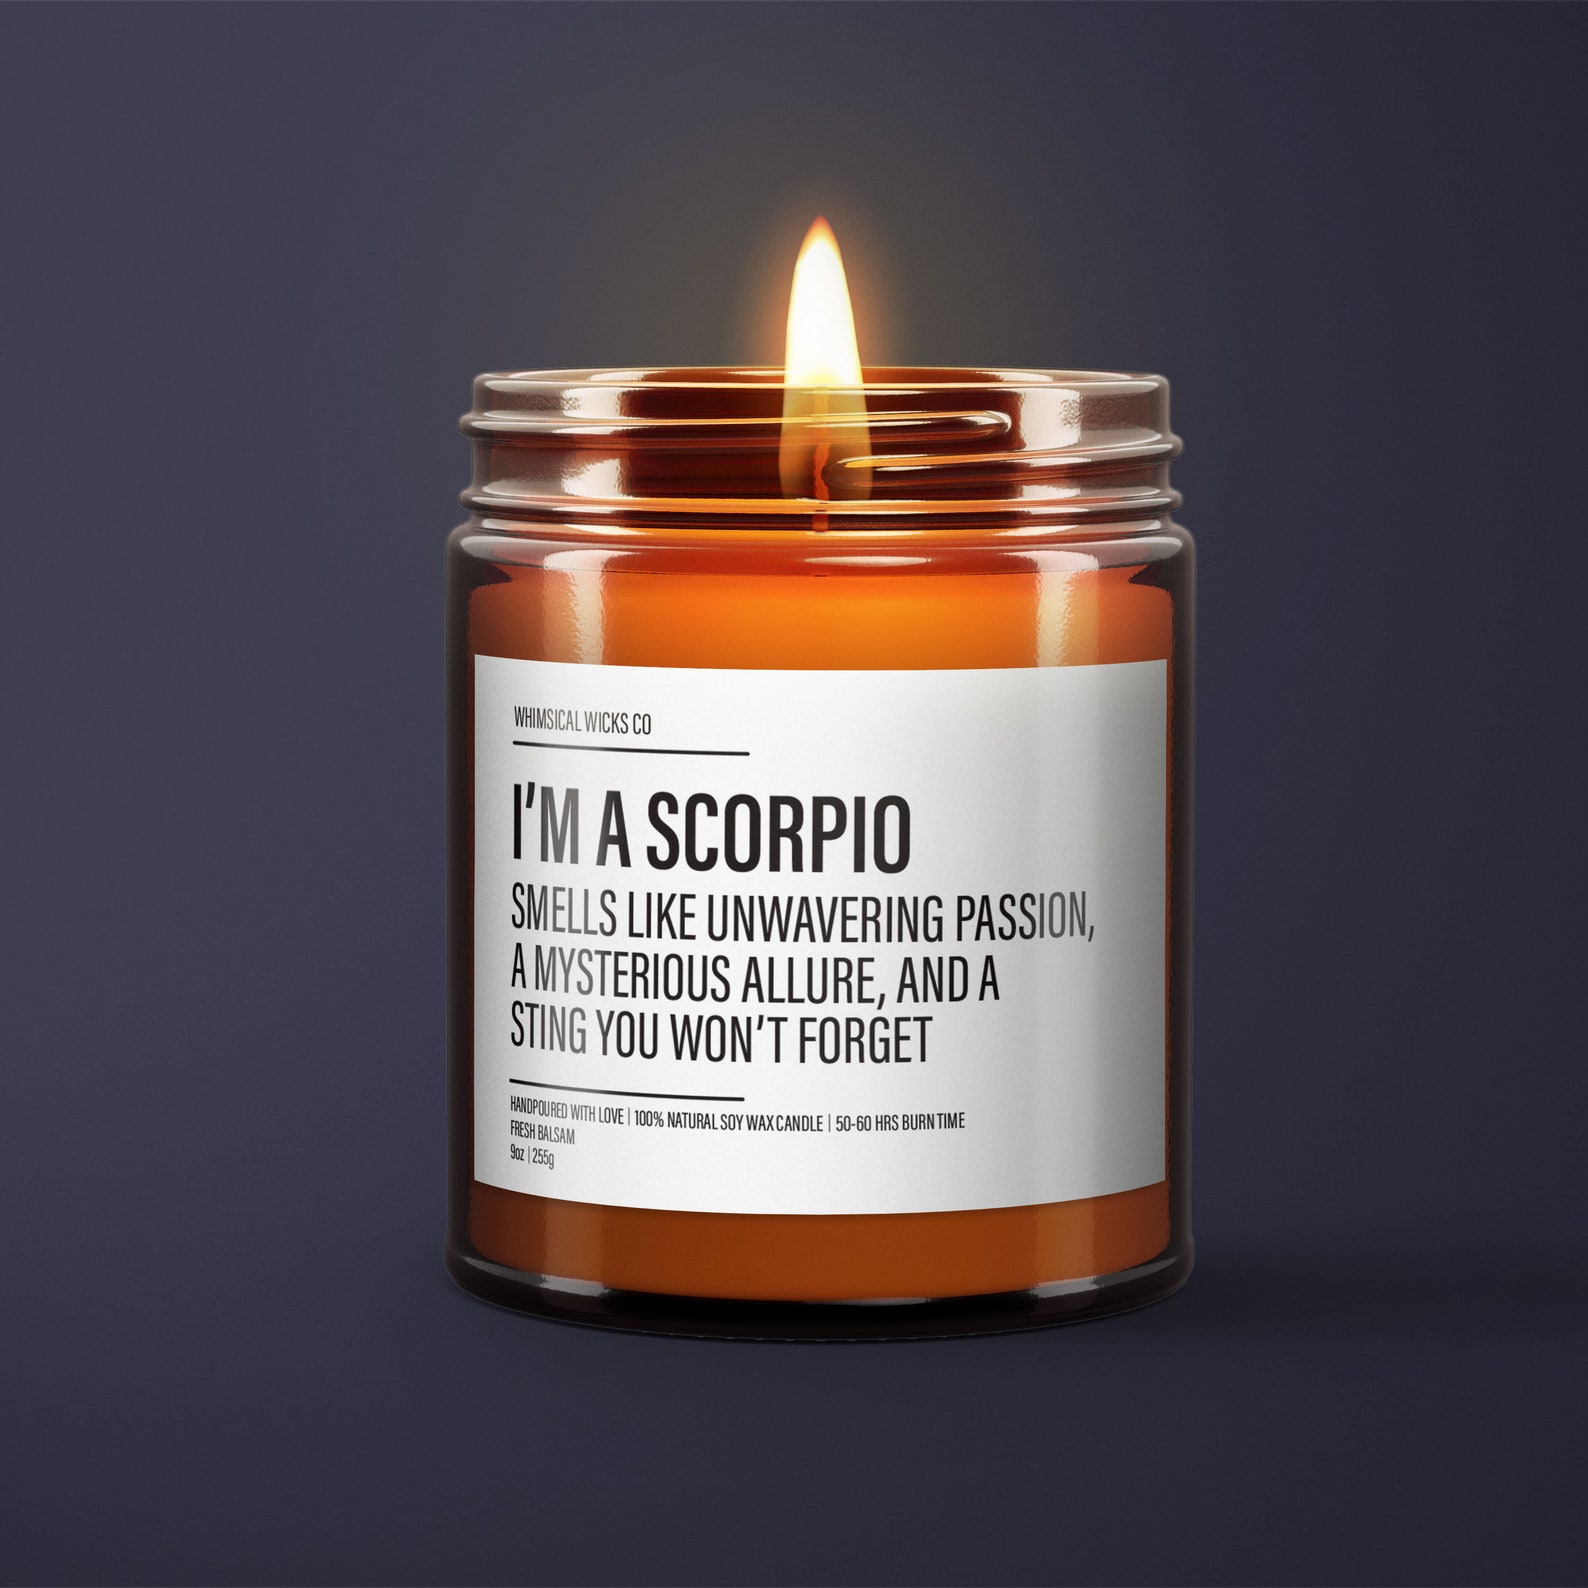 WHIMSICAL WICKS CO
I'M A SCORPIO
SMELLS LIKE UNWAVERING PASSION,
A MYSTERIOUS ALLURE, AND A
STING YOU WON'T FORGET
HANDPOURED WITH LOVE | 100% NATURAL SOY WAX CANDLE | 50-60 HRS BURN TIME
FRESH BALSAM
9oz | 255g